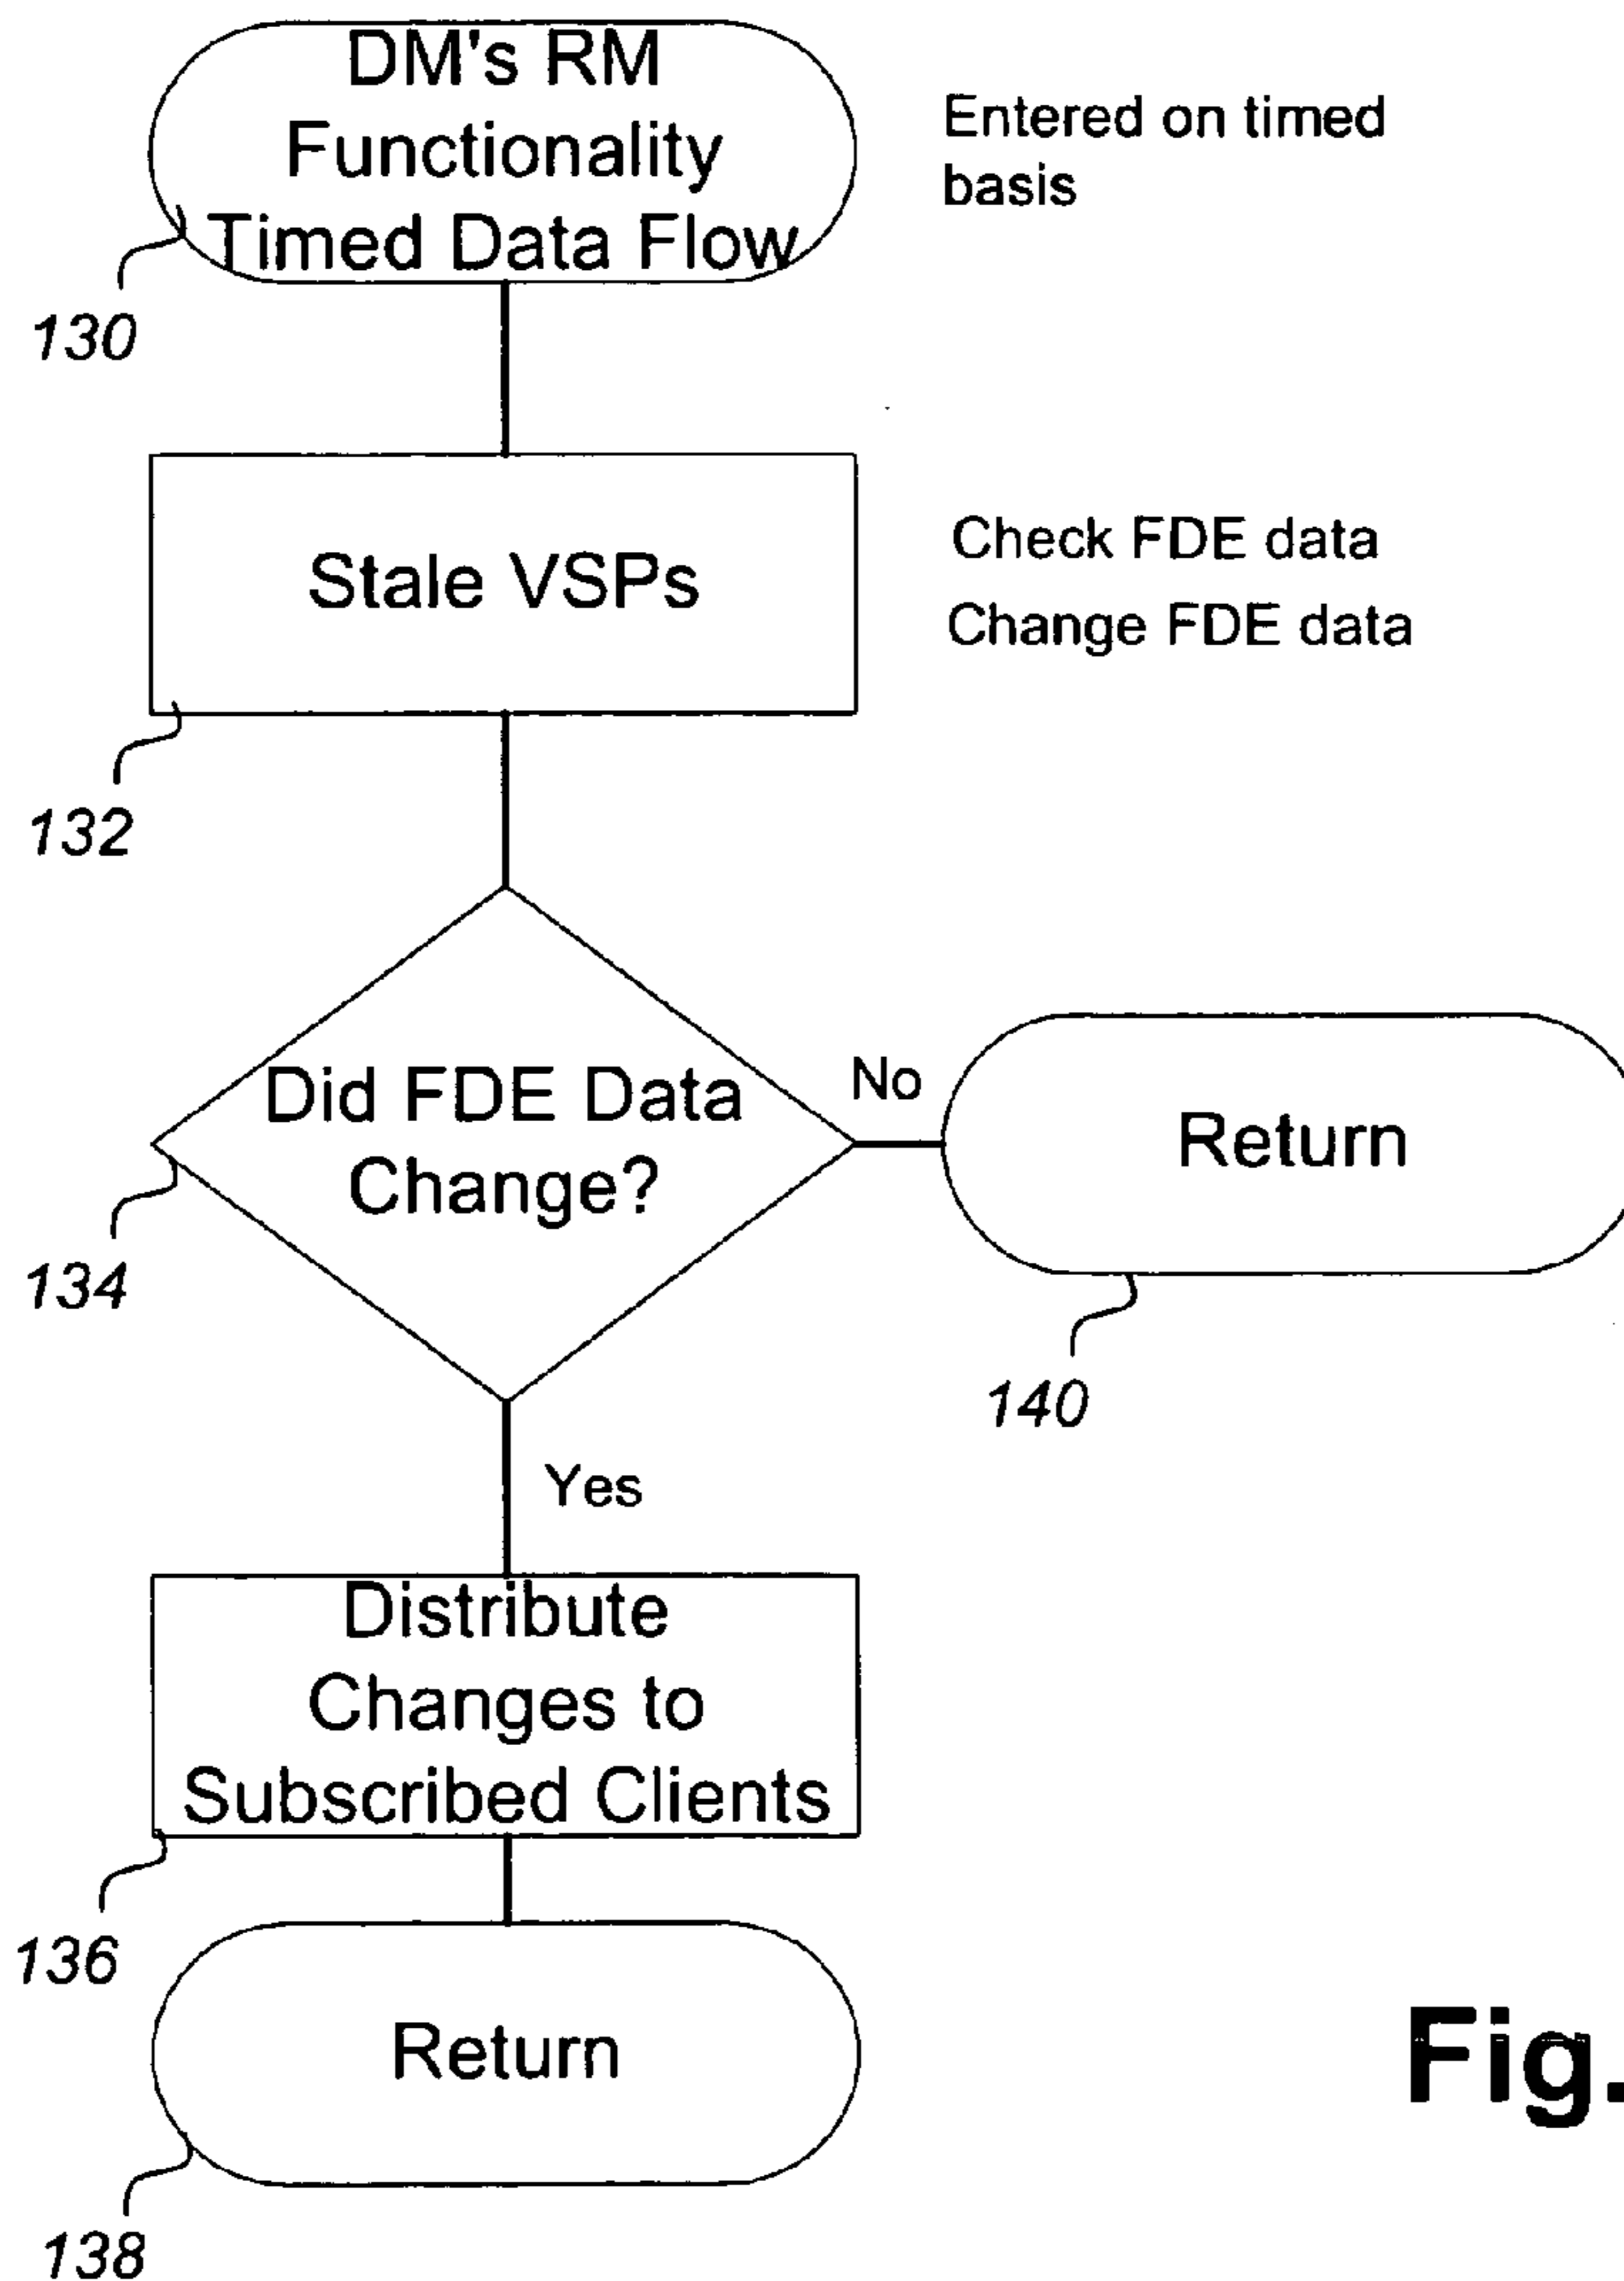 DM's RM
Functionality
Timed Data Flow
Entered on timed
basis
130
Stale VSPs
Check FDE data
Change FDE data
132
Did FDE Data
Change?
No
Return
134
140
Yes
Distribute
Changes to
Subscribed Clients
136
Return
138
Fig.